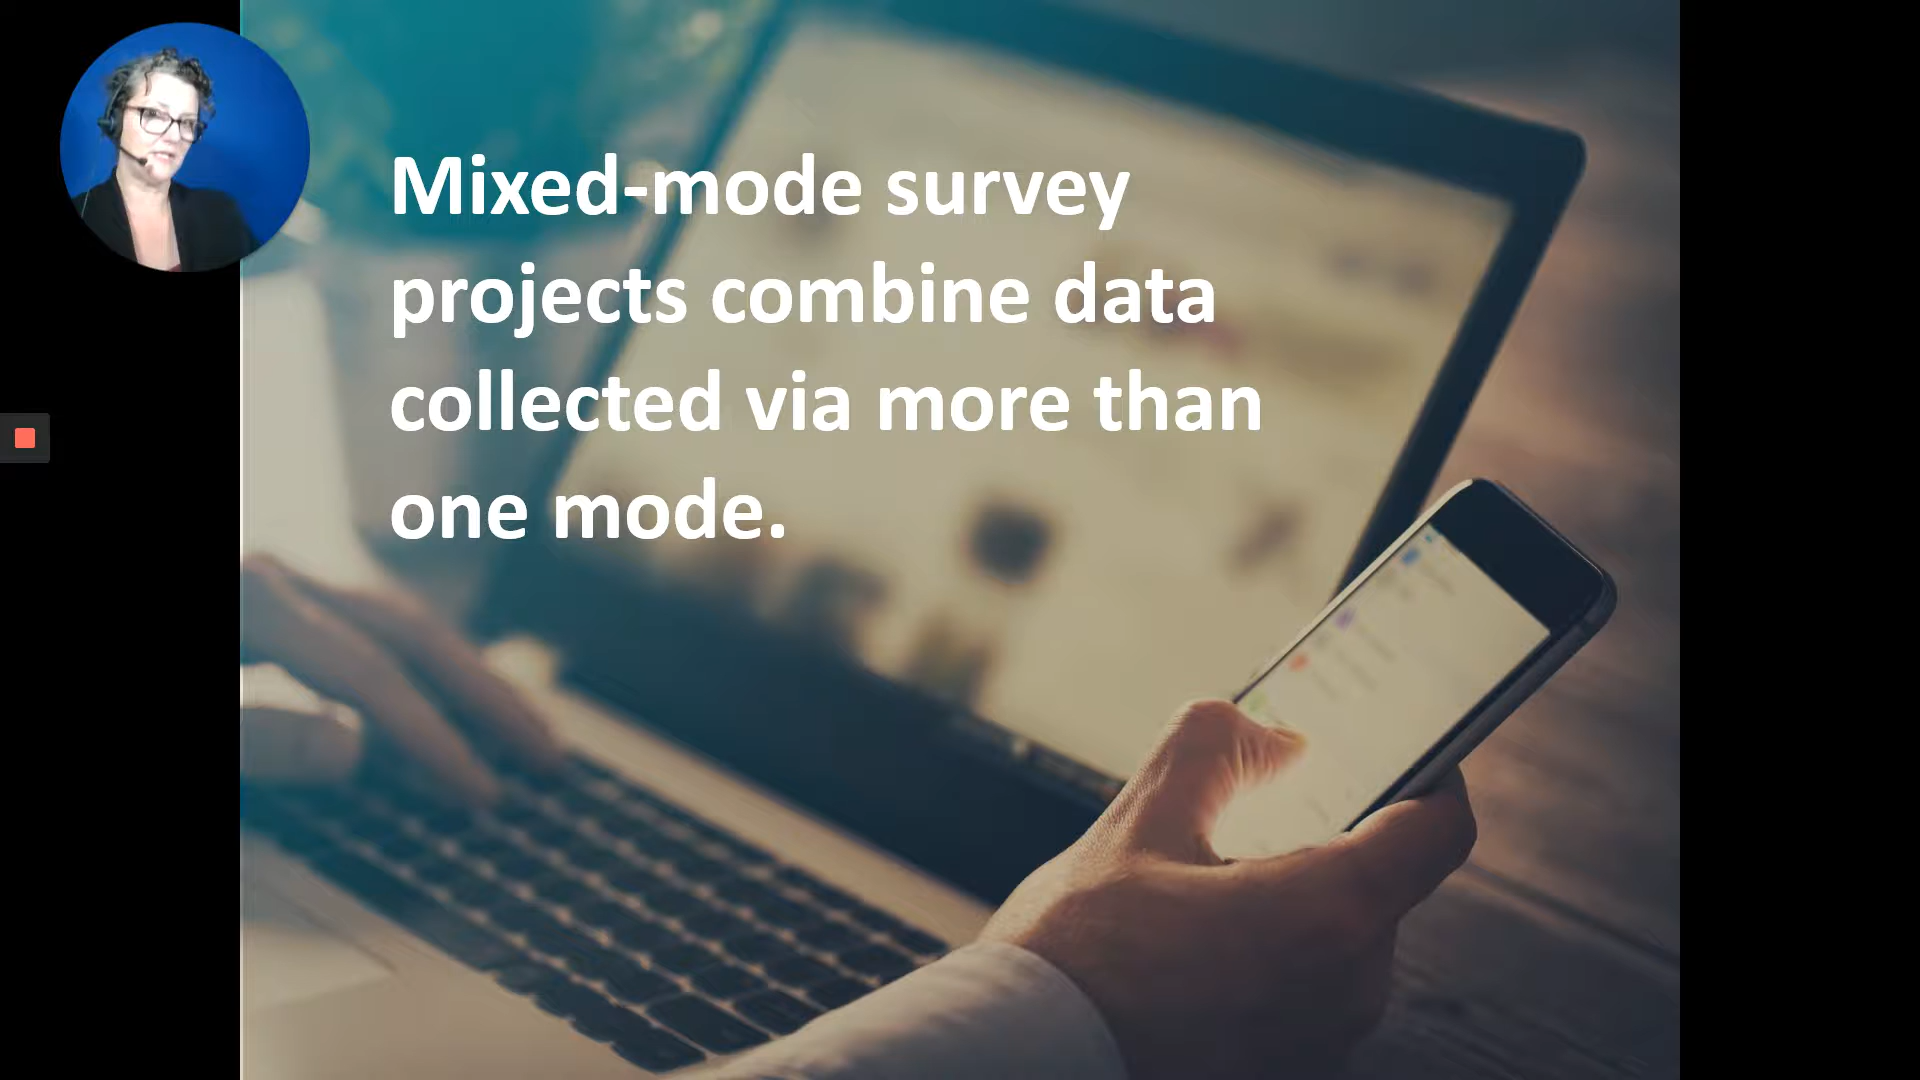 Mixed-mode survey
projects combine data
collected via more than
one mode.